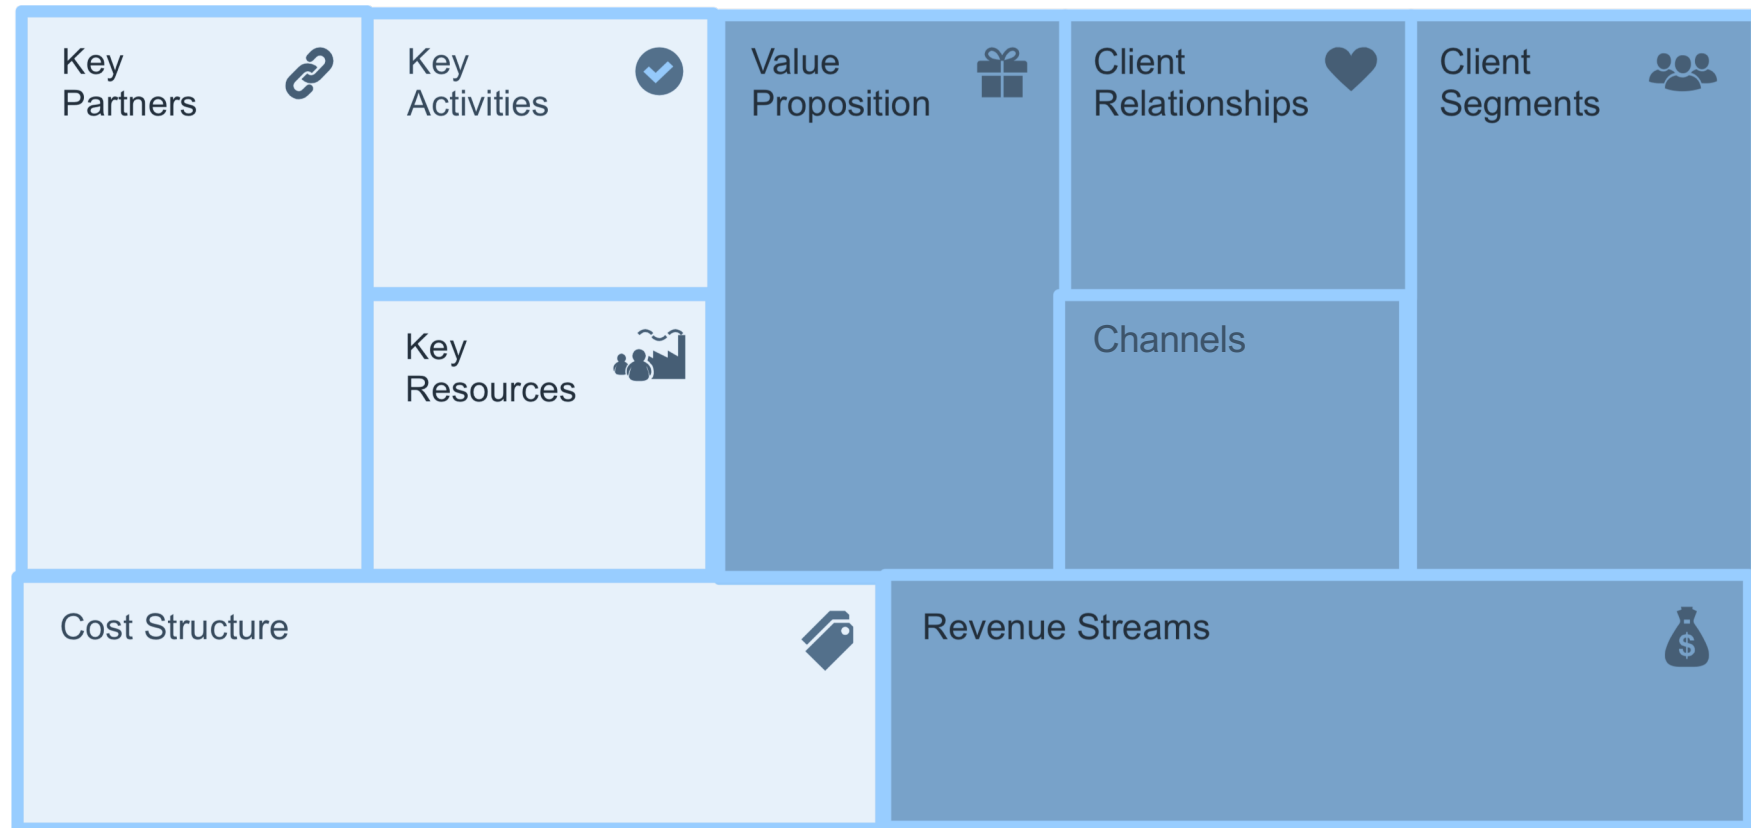 Key
Partners
Key
Activities
Key
Resources
Value
Proposition
Client
Relationships
Channels
Client
Segments
Cost Structure
Revenue Streams
$